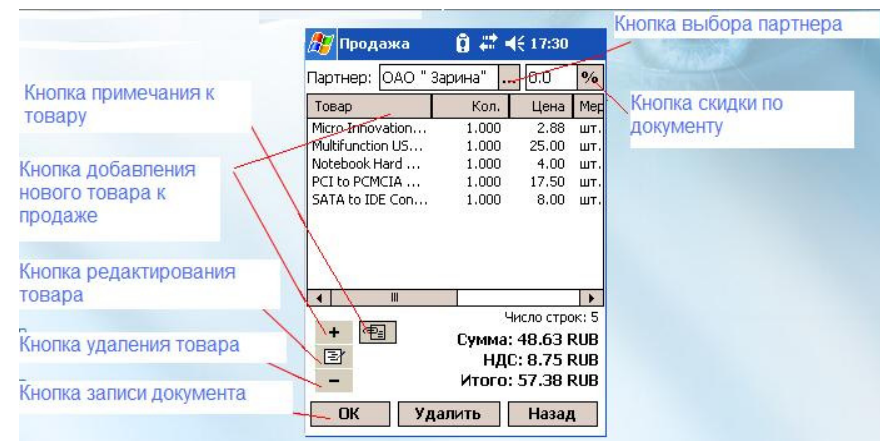 Кнопка выбора партнера
Продажа 17:30
Партнер: ОАО "Зарина" ... 0.0 %
Кнопка скидки по
документу
Кнопка примечания к
товару
Товар Кол. Цена Мер
Micro Innovation... 1.000 2.88 шт.
Multifunction US... 1.000 25.00 шт.
Notebook Hard ... 1.000 4.00 шт.
PCI to PCMCIA ... 1.000 17.50 шт.
SATA to IDE Con... 1.000 8.00 шт.
Кнопка добавления
нового товара к
продаже
Кнопка редактирования
товара
Число строк: 5
+
Сумма: 48.63 RUB
НДС: 8.75 RUB
Кнопка удаления товара
–
Итого: 57.38 RUB
Кнопка записи документа
ОК Удалить Назад